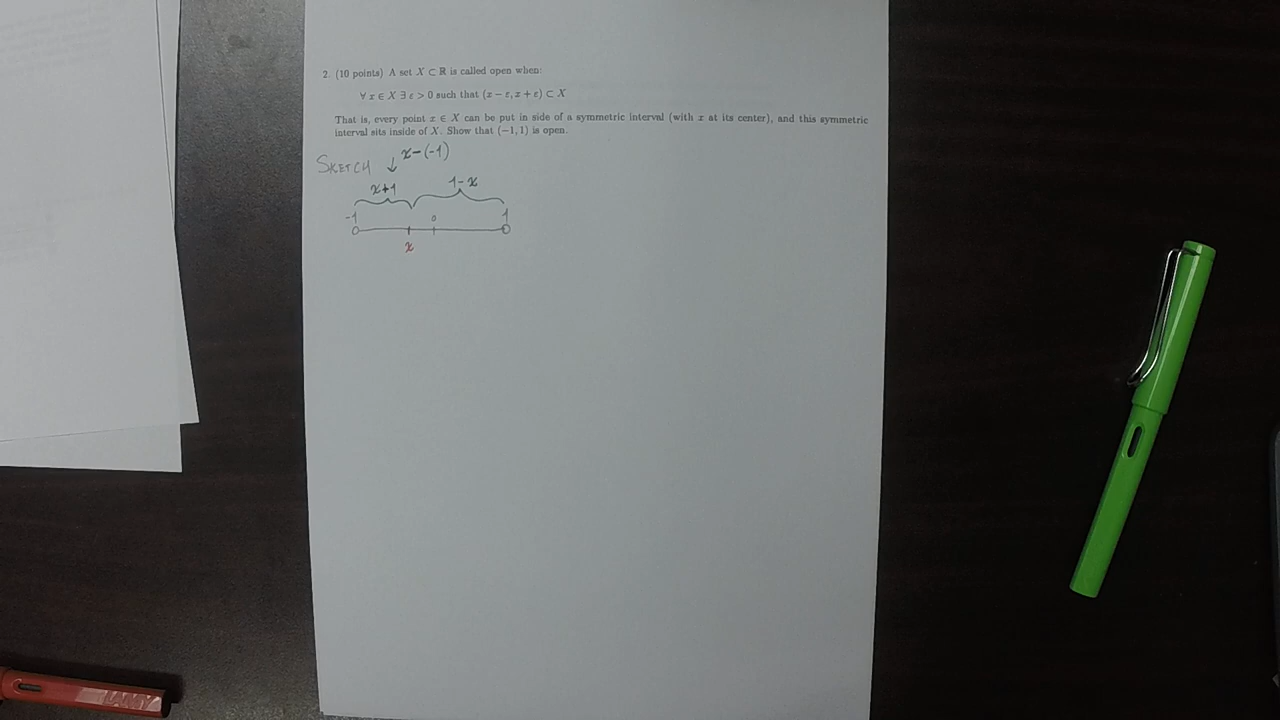 2. (10 points) A set X ⊂ ℝ is called open when:
∀ x ∈ X ∃ ε > 0 such that (x − ε, x + ε) ⊂ X
That is, every point x ∈ X can be put in side of a symmetric interval (with x at its center), and this symmetric
interval sits inside of X. Show that (−1, 1) is open.
SKETCH ↓ x-(-1)
x+1 1-x
-1 0 1
x